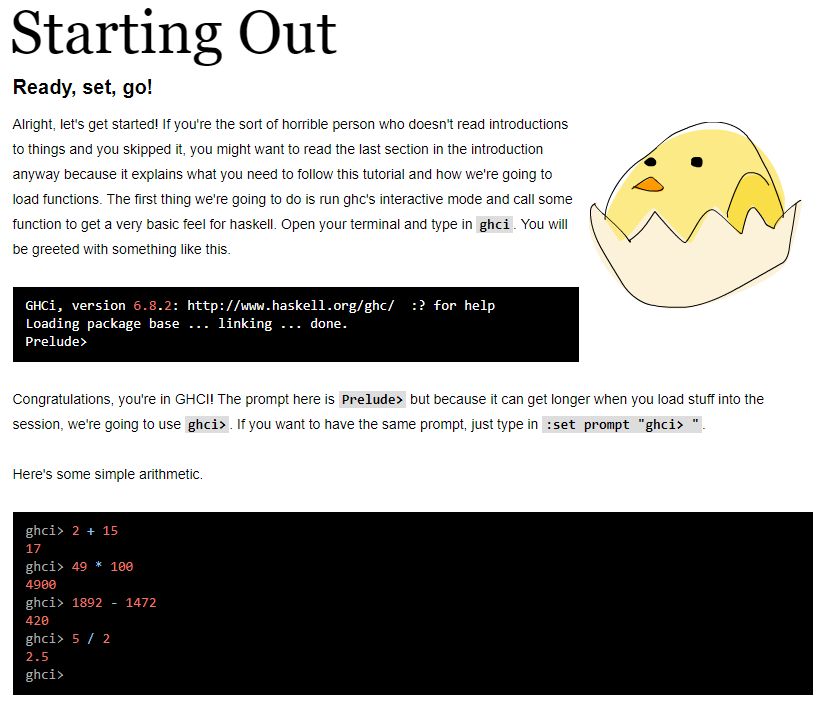 Starting Out
Ready, set, go!
Alright, let's get started! If you're the sort of horrible person who doesn't read introductions
to things and you skipped it, you might want to read the last section in the introduction
anyway because it explains what you need to follow this tutorial and how we're going to
load functions. The first thing we're going to do is run ghc's interactive mode and call some
function to get a very basic feel for haskell. Open your terminal and type in ghci. You will
be greeted with something like this.
GHCi, version 6.8.2: http://www.haskell.org/ghc/  :? for help
Loading package base ... linking ... done.
Prelude>
Congratulations, you're in GHCI! The prompt here is Prelude> but because it can get longer when you load stuff into the
session, we're going to use ghci>. If you want to have the same prompt, just type in :set prompt "ghci> ".
Here's some simple arithmetic.
ghci> 2 + 15
17
ghci> 49 * 100
4900
ghci> 1892 - 1472
420
ghci> 5 / 2
2.5
ghci>